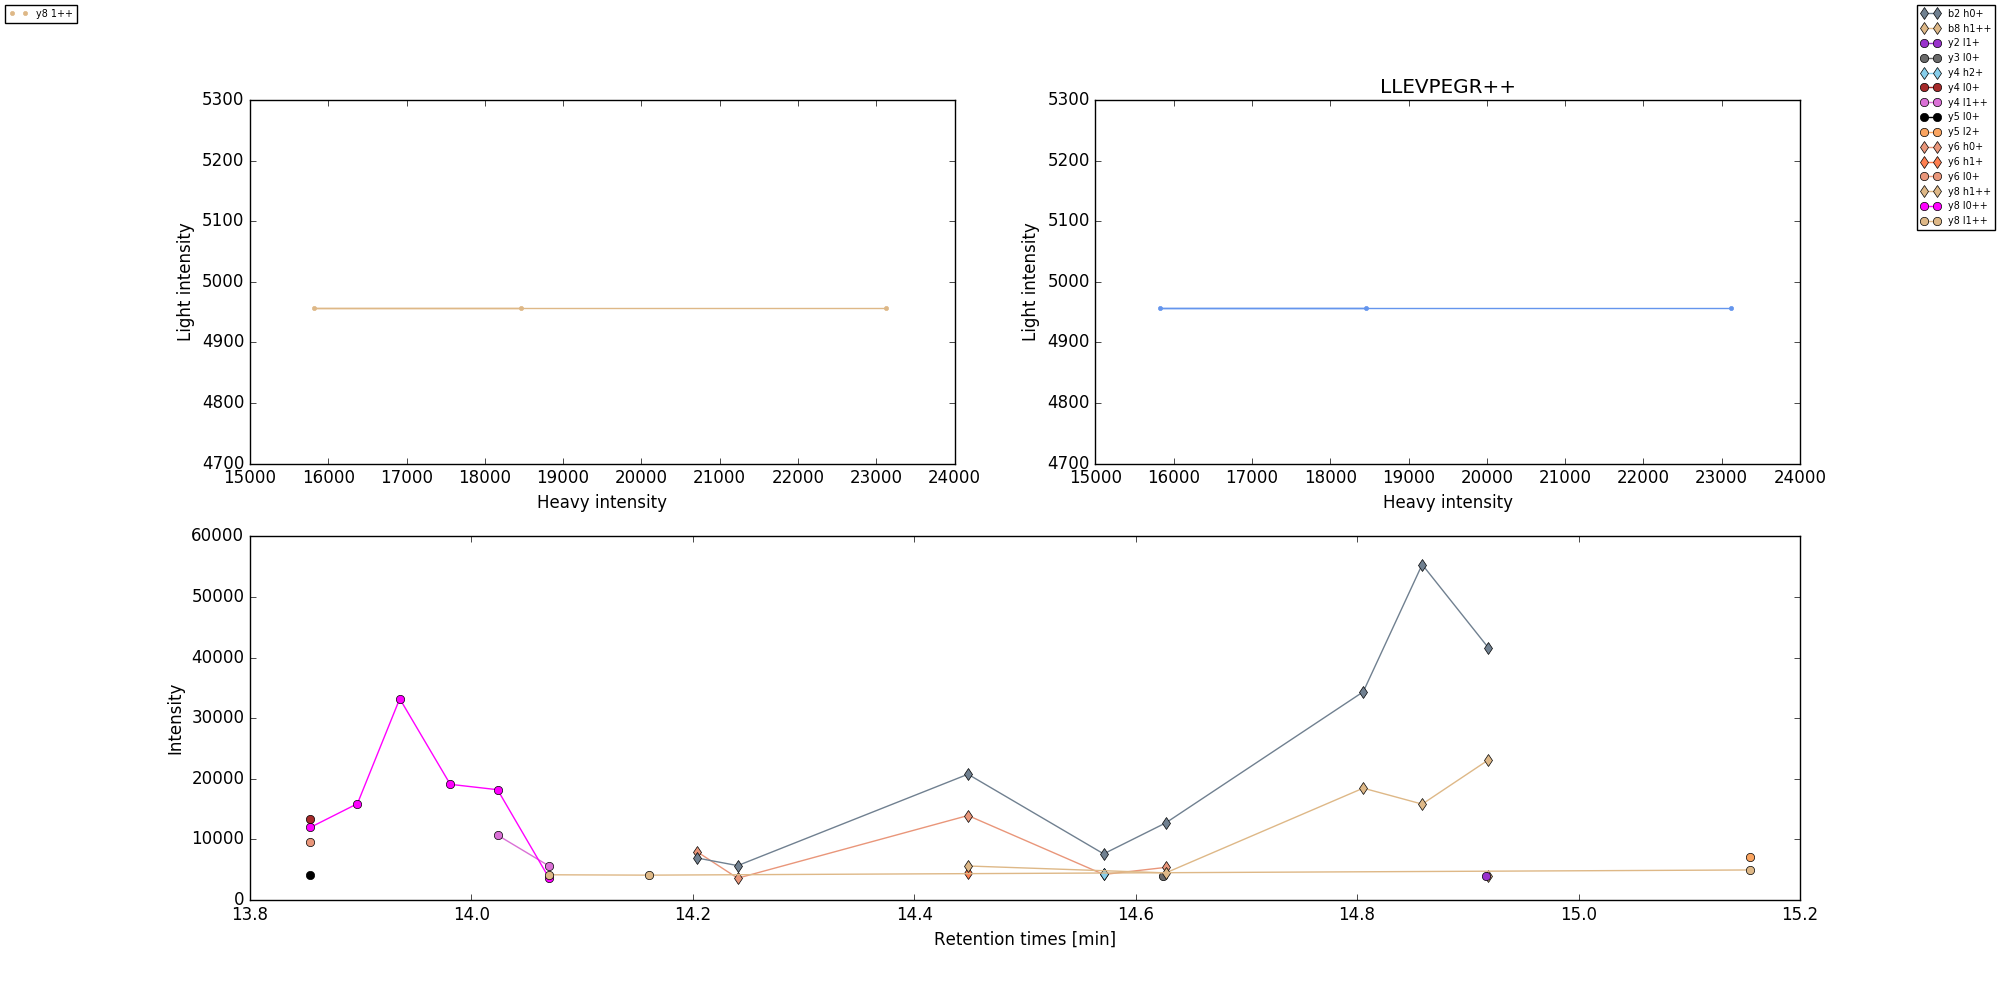 y8 1++
b2 h0+
b8 h1++
y2 l1+
y3 l0+
y4 h2+
y4 l0+
y4 l1++
y5 l0+
y5 l2+
y6 h0+
y6 h1+
y6 l0+
y8 h1++
y8 l0++
y8 l1++
5300
5200
5100
5000
4900
4800
4700
Light intensity
15000 16000 17000 18000 19000 20000 21000 22000 23000 24000
Heavy intensity
LLEVPEGR++
5300
5200
5100
5000
4900
4800
4700
Light intensity
15000 16000 17000 18000 19000 20000 21000 22000 23000 24000
Heavy intensity
60000
50000
40000
30000
20000
10000
0
Intensity
13.8 14.0 14.2 14.4 14.6 14.8 15.0 15.2
Retention times [min]